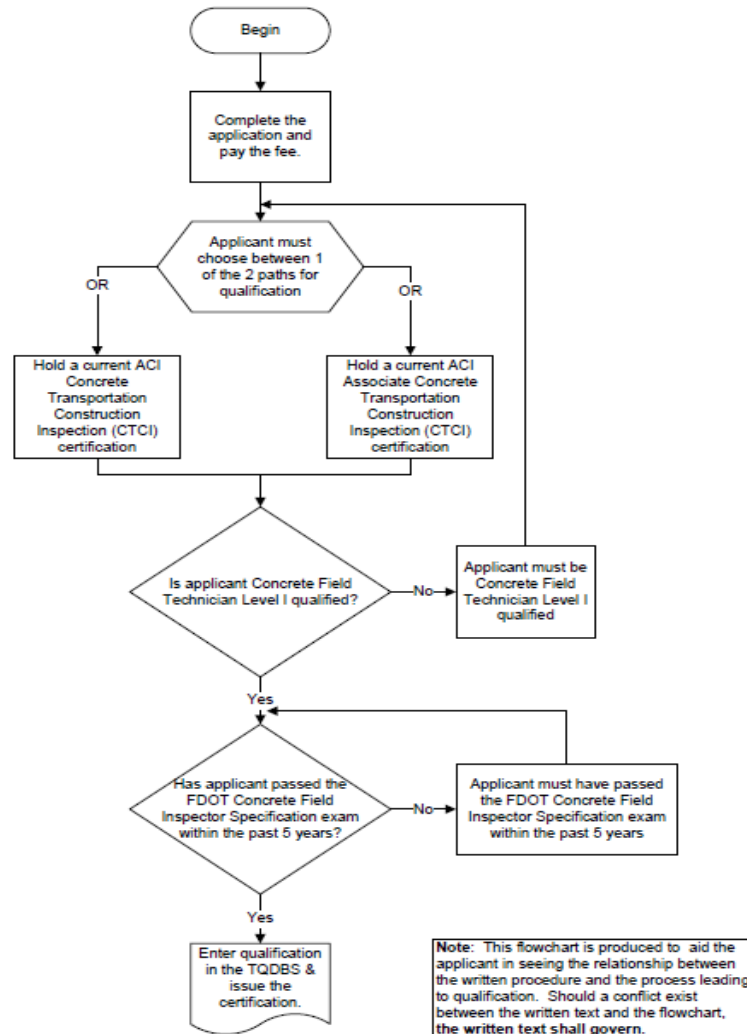 Begin
Complete the
application and
pay the fee.
Applicant must
choose between 1
of the 2 paths for
qualification
OR
OR
Hold a current ACI
Concrete
Transportation
Construction
Inspection (CTCI)
certification
Hold a current ACI
Associate Concrete
Transportation
Construction
Inspection (CTCI)
certification
Is applicant Concrete Field
Technician Level I qualified?
No
Applicant must be
Concrete Field
Technician Level I
qualified
Yes
Has applicant passed the
FDOT Concrete Field
Inspector Specification exam
within the past 5 years?
No
Applicant must have passed
the FDOT Concrete Field
Inspector Specification exam
within the past 5 years
Yes
Enter qualification
in the TQDBS &
issue the
certification.
Note: This flowchart is produced to aid the
applicant in seeing the relationship between
the written procedure and the process leading
to qualification. Should a conflict exist
between the written text and the flowchart,
the written text shall govern.